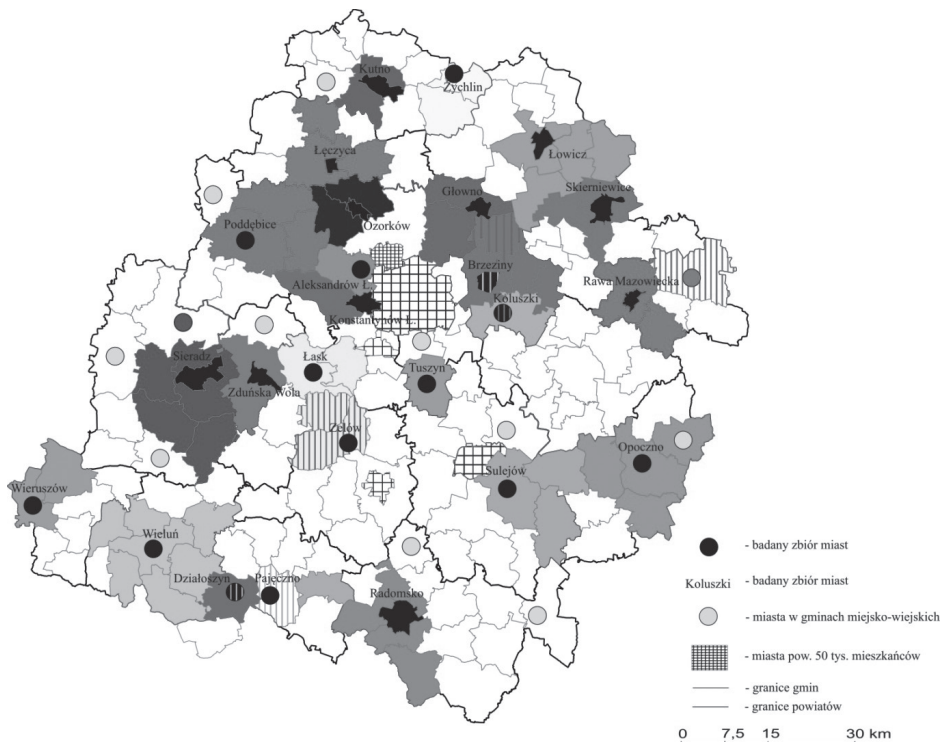 Kutno
Żychlin
Łęczyca
Łowicz
Głowno
Skierniewice
Ozorków
Poddębice
Brzeziny
Aleksandrów Ł.
Rawa Mazowiecka
Koluszki
Konstantynów Ł.
Sieradz
Łask
Tuszyn
Zduńska Wola
Zelów
Opoczno
Sulejów
Wieruszów
Wieluń
Działoszyn
Pajęczno
Radomsko
- badany zbiór miast
Koluszki - badany zbiór miast
- miasta w gminach miejsko-wiejskich
- miasta pow. 50 tys. mieszkańców
- granice gmin
- granice powiatów
0 7,5 15 30 km